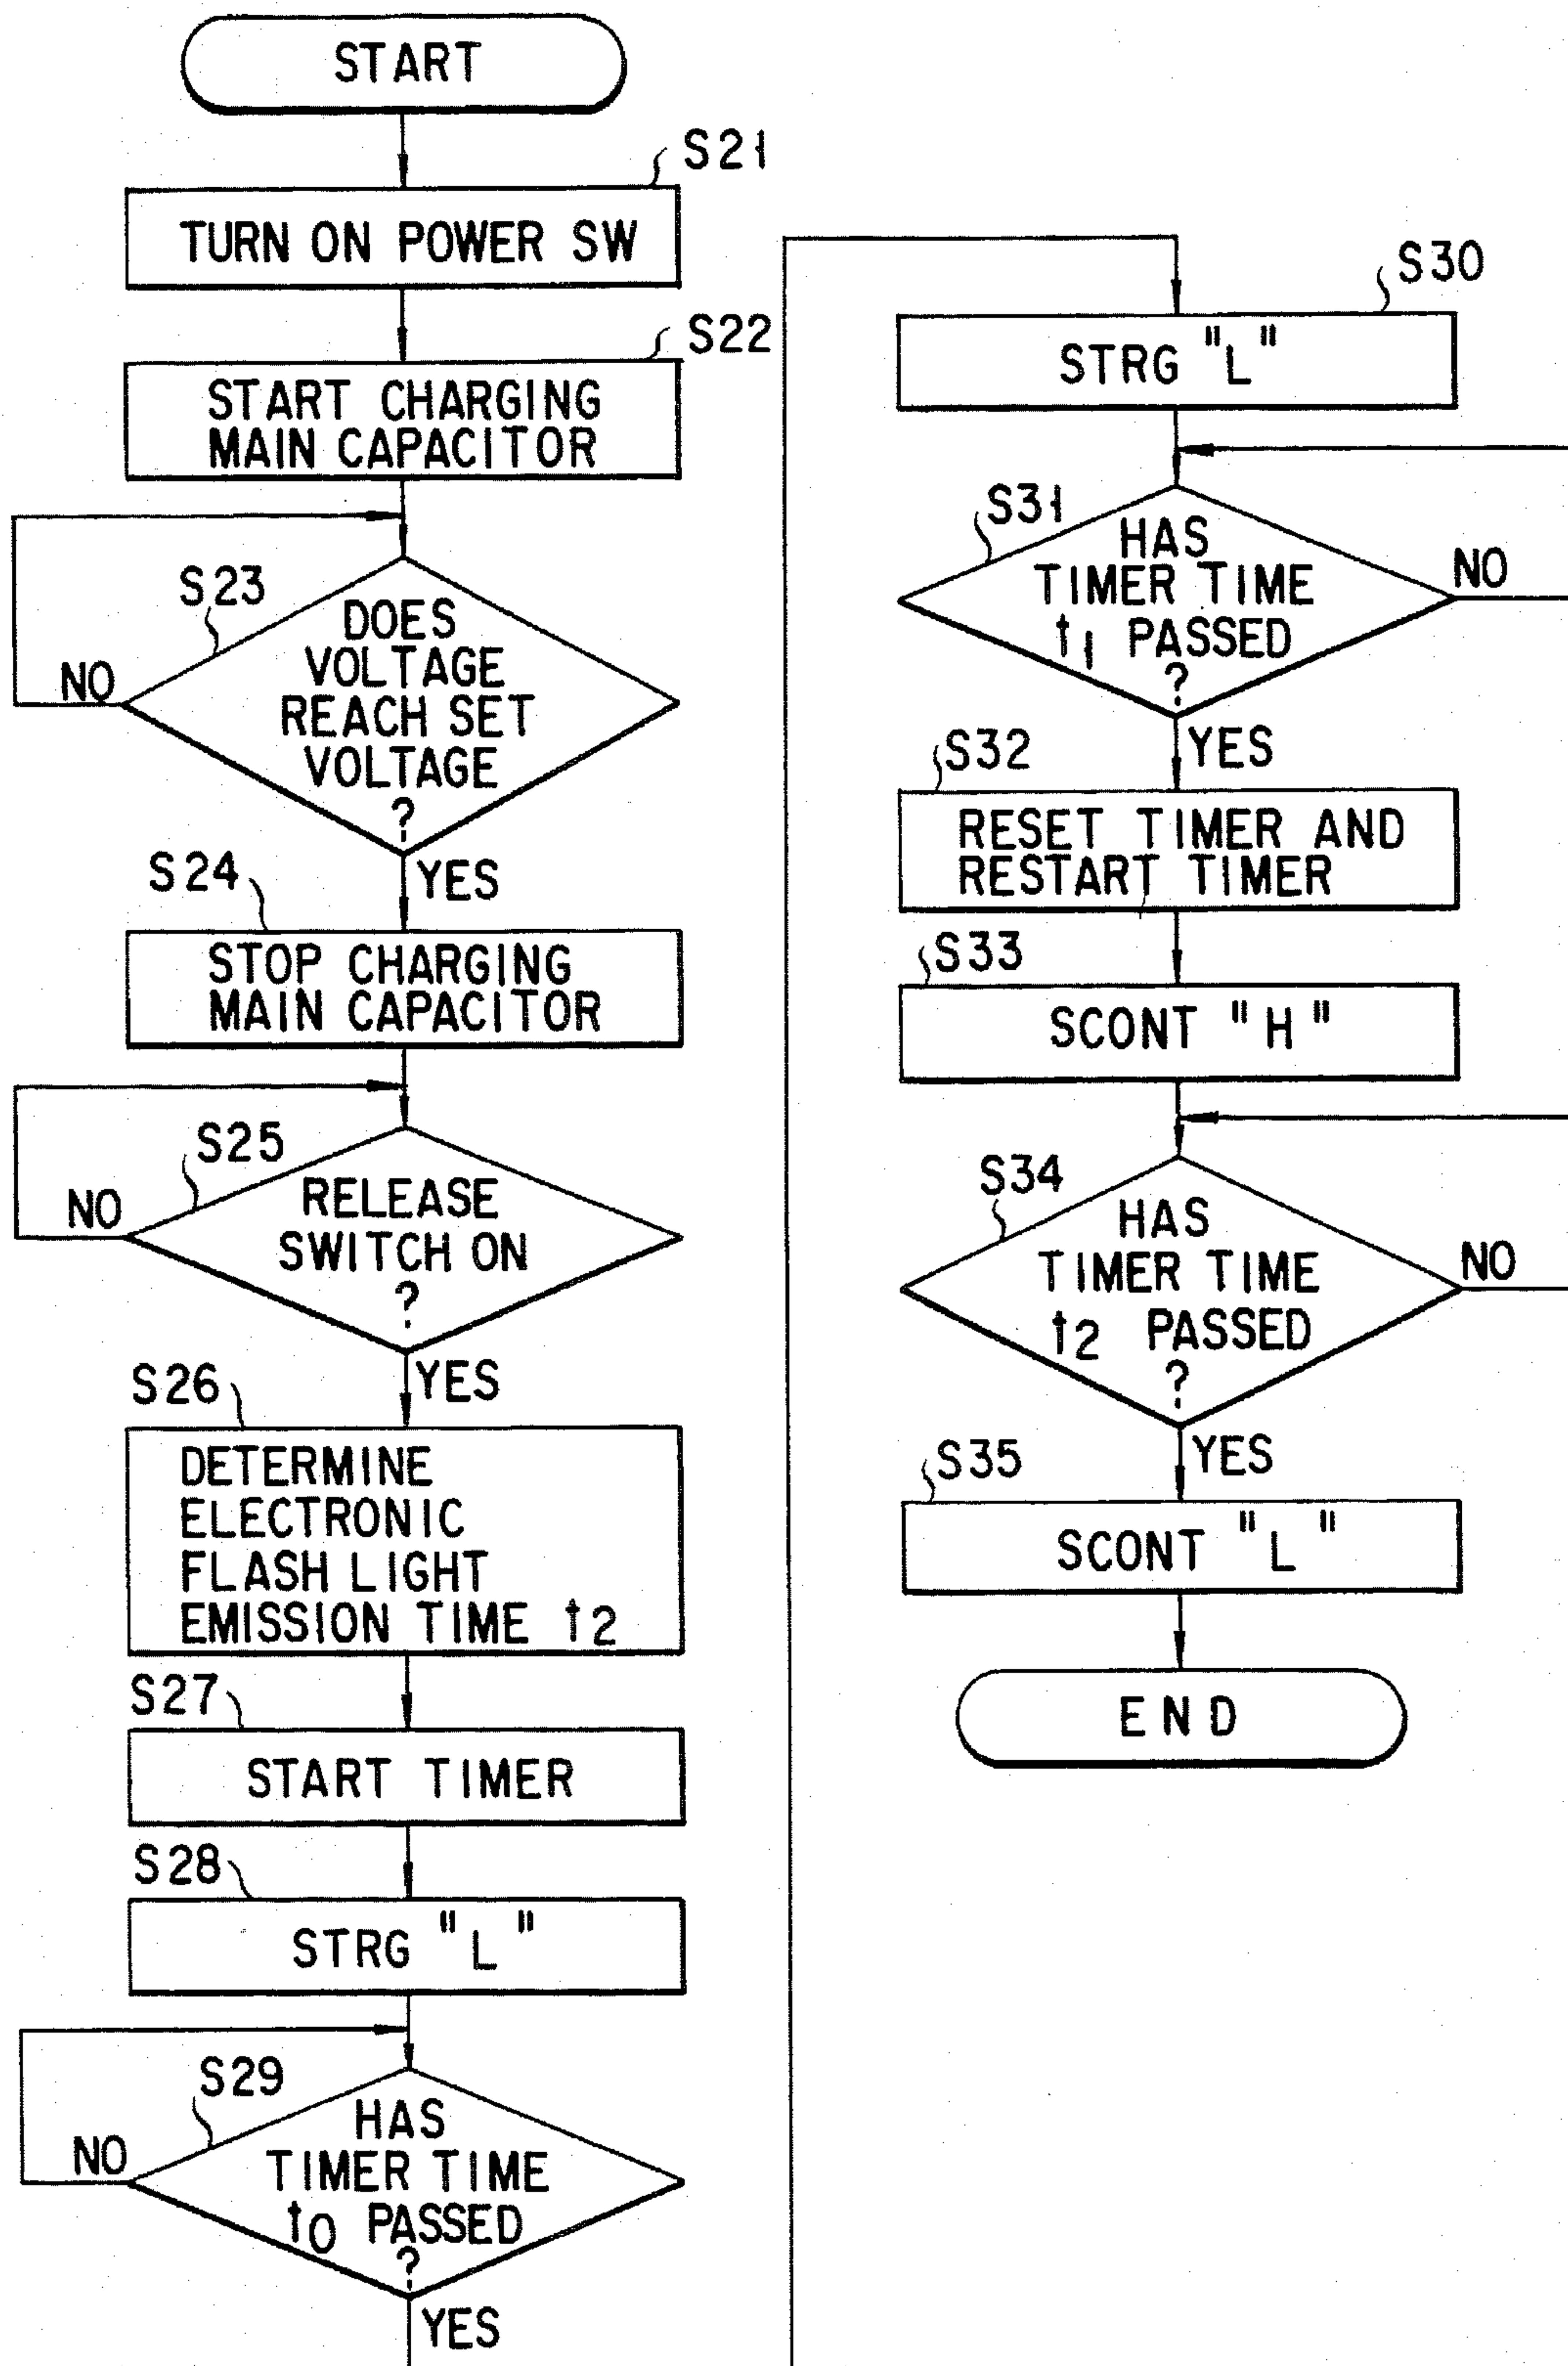 START
S21
TURN ON POWER SW
S22
START CHARGING
MAIN CAPACITOR
S23
DOES
VOLTAGE
REACH SET
VOLTAGE
?
NO
YES
S24
STOP CHARGING
MAIN CAPACITOR
S25
RELEASE
SWITCH ON
?
NO
YES
S26
DETERMINE
ELECTRONIC
FLASH LIGHT
EMISSION TIME t2
S27
START TIMER
S28
STRG "L"
S29
HAS
TIMER TIME
t0 PASSED
?
NO
YES
S30
STRG "L"
S31
HAS
TIMER TIME
t1 PASSED
?
NO
YES
S32
RESET TIMER AND
RESTART TIMER
S33
SCONT "H"
S34
HAS
TIMER TIME
t2 PASSED
?
NO
YES
S35
SCONT "L"
END